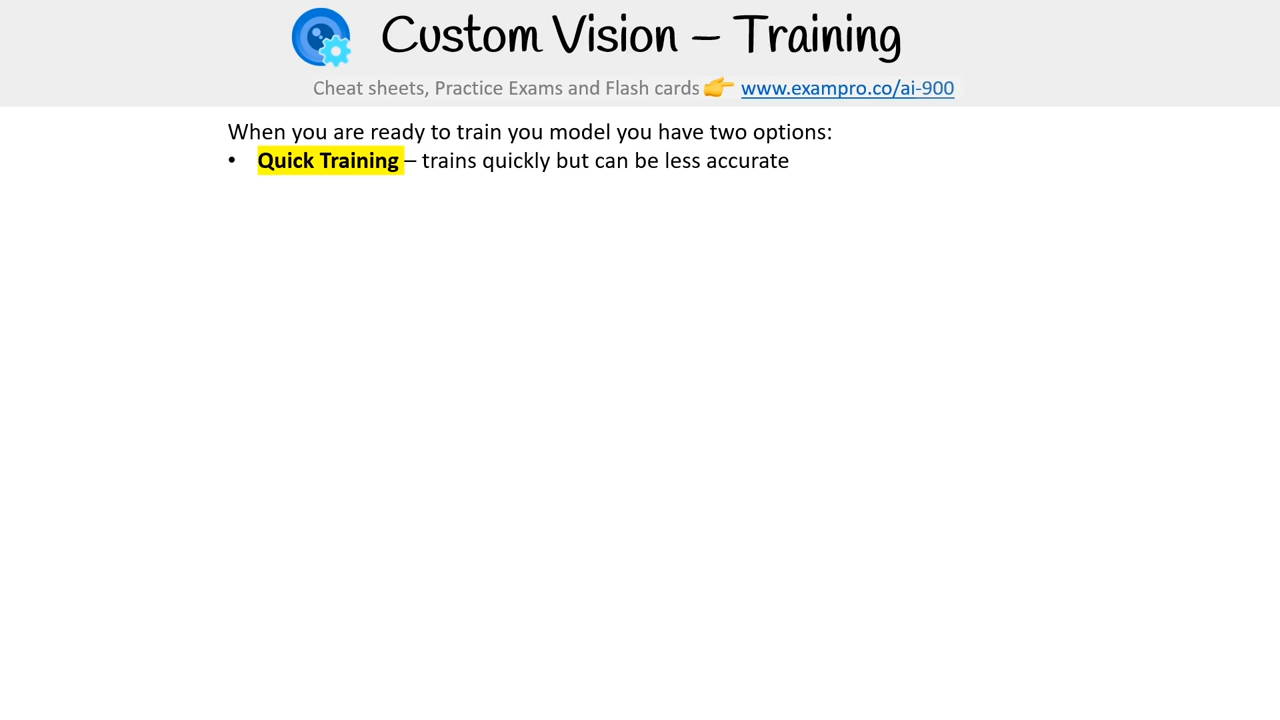 Custom Vision – Training
Cheat sheets, Practice Exams and Flash cards 👉 www.exampro.co/ai-900
When you are ready to train you model you have two options:
• Quick Training – trains quickly but can be less accurate